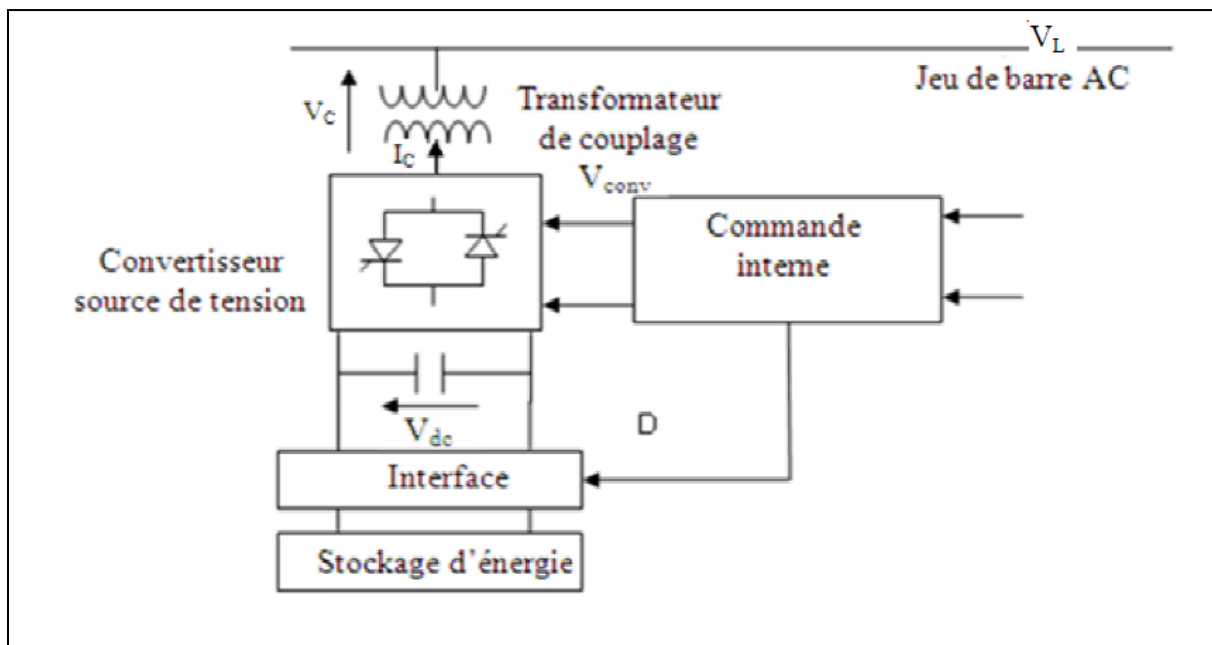 V_L
Jeu de barre AC
V_C
Transformateur
de couplage
I_C
V_conv
Commande
interne
Convertisseur
source de tension
V_dc
D
Interface
Stockage d'énergie